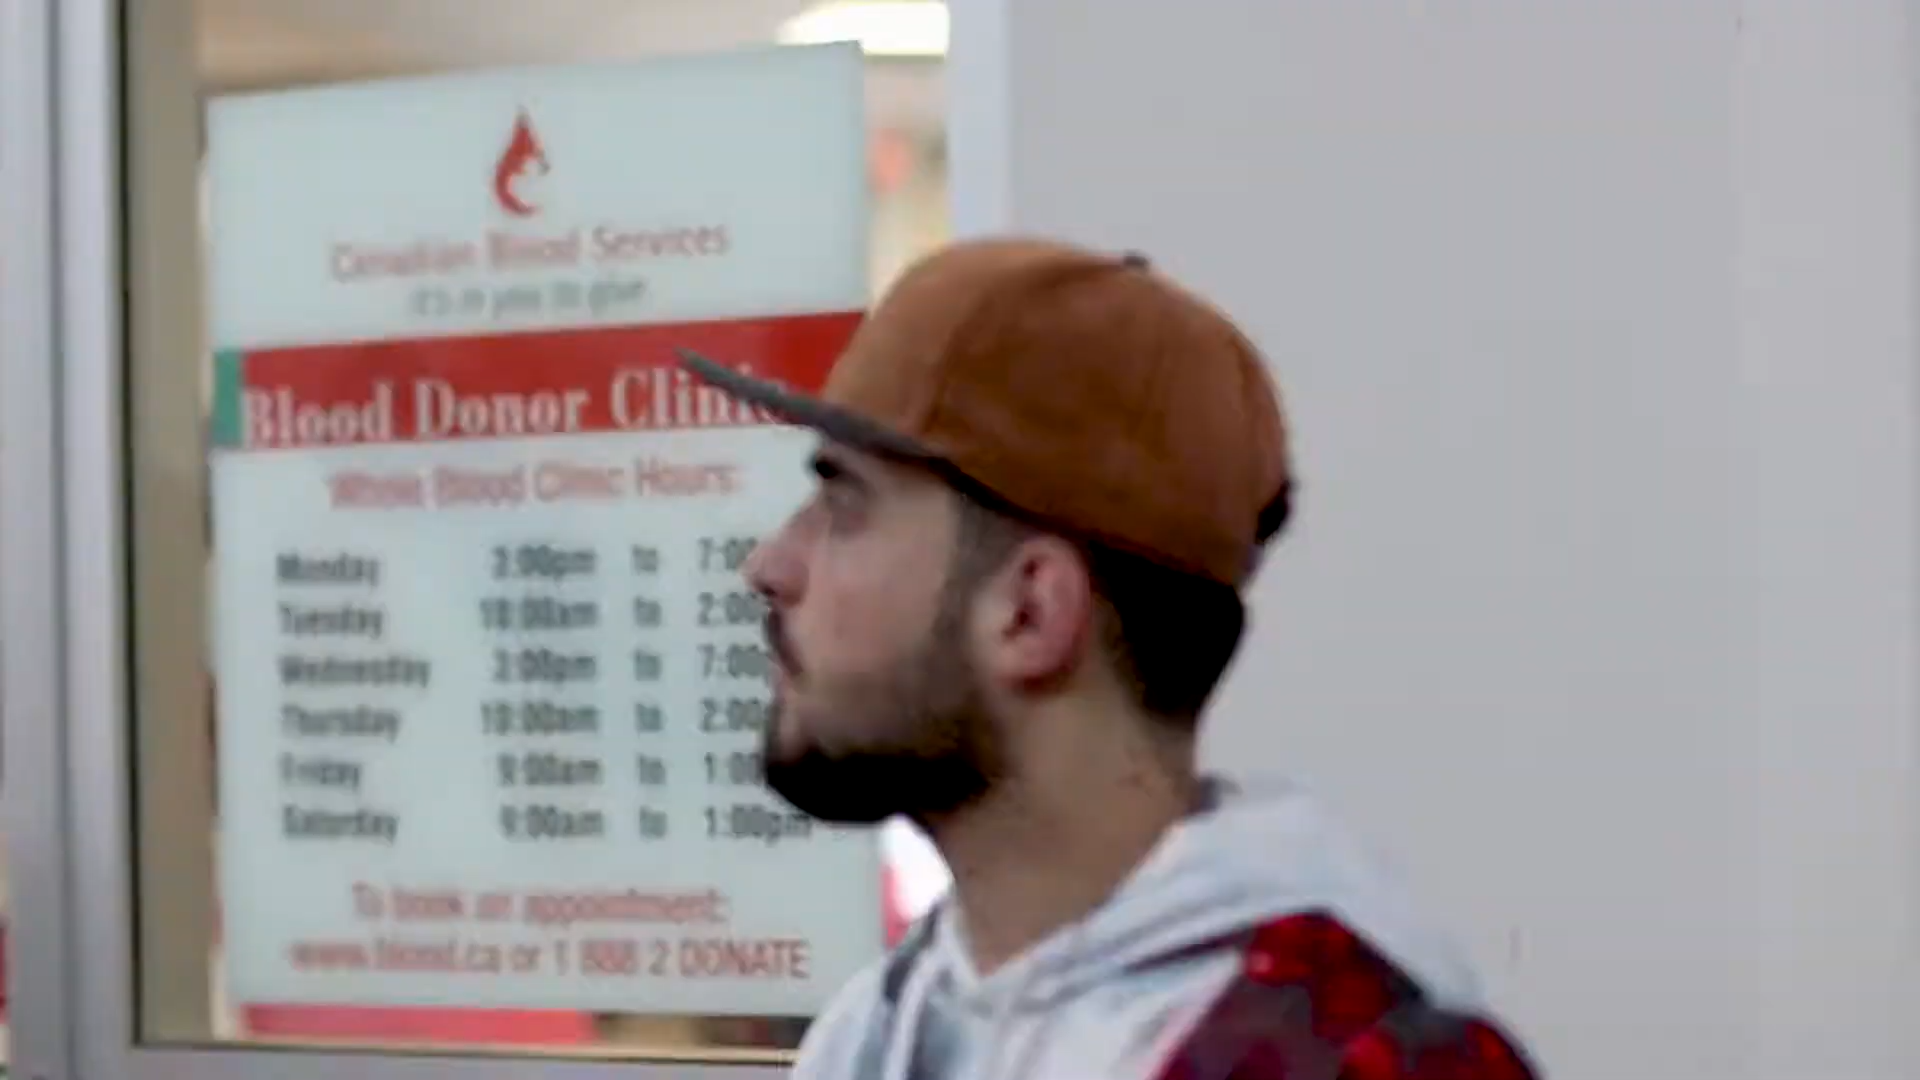 Canadian Blood Services
it's in you to give
Blood Donor Clinic
Whole Blood Clinic Hours:
Monday 3:00pm to 7:00
Tuesday 10:00am to 2:00
Wednesday 3:00pm to 7:00
Thursday 10:00am to 2:00
Friday 9:00am to 1:00
Saturday 9:00am to 1:00pm
To book an appointment:
www.blood.ca or 1 888 2 DONATE